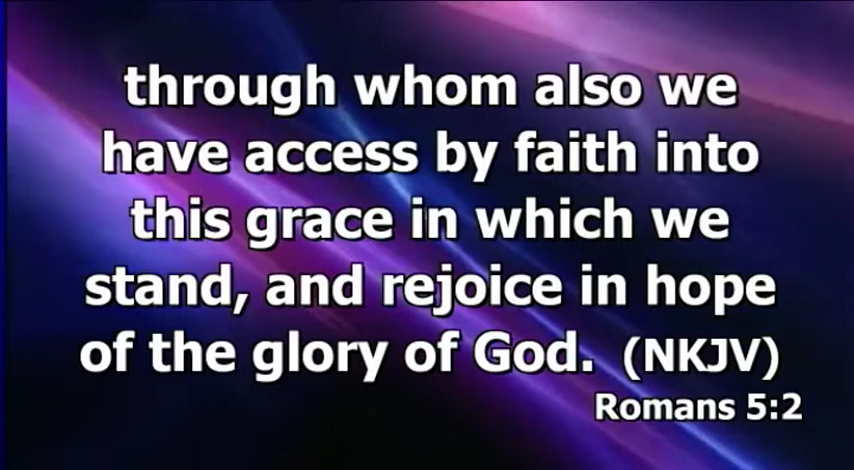 through whom also we
have access by faith into
this grace in which we
stand, and rejoice in hope
of the glory of God. (NKJV)
Romans 5:2